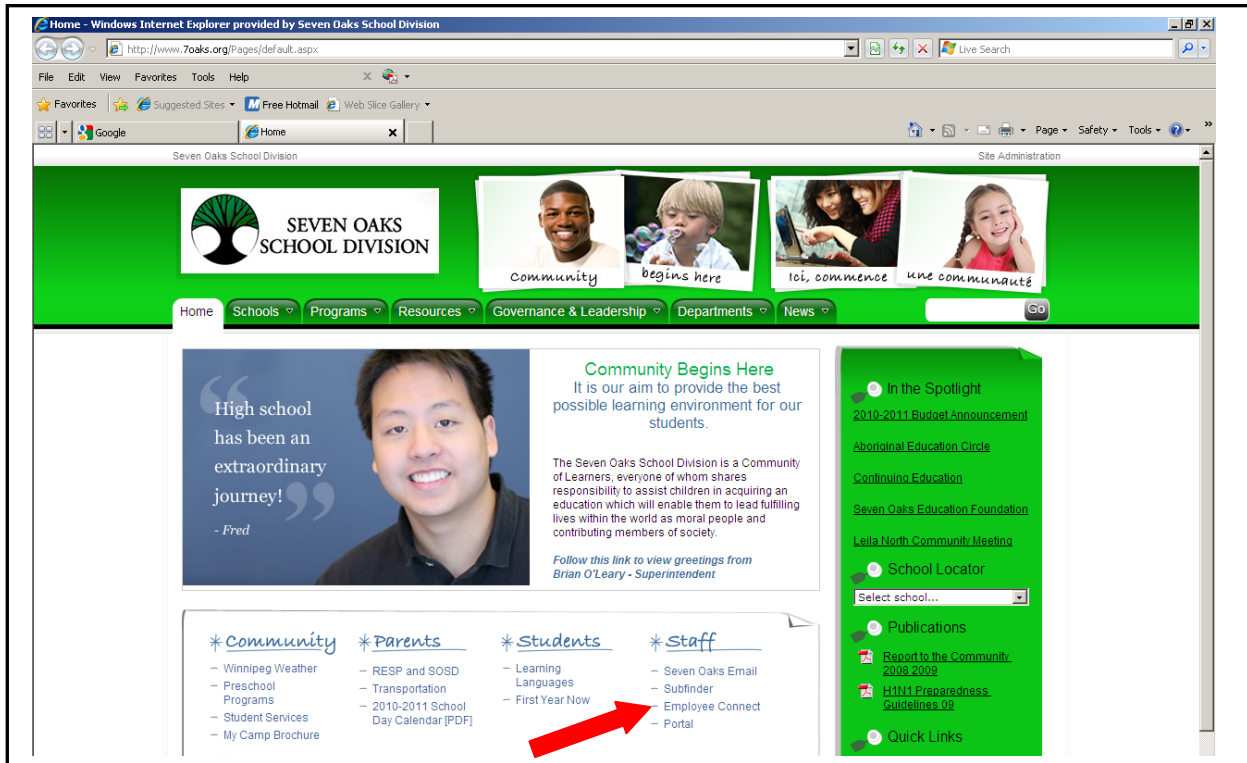 Home - Windows Internet Explorer provided by Seven Oaks School Division
http://www.7oaks.org/Pages/default.aspx
Live Search
File Edit View Favorites Tools Help
Favorites Suggested Sites Free Hotmail Web Slice Gallery
Google Home Page Safety Tools
Seven Oaks School Division Site Administration
SEVEN OAKS
SCHOOL DIVISION
Community begins here Ici, commence une communauté
Home Schools Programs Resources Governance & Leadership Departments News Go
“High school
has been an
extraordinary
journey!”
- Fred
Community Begins Here
It is our aim to provide the best
possible learning environment for our
students.
The Seven Oaks School Division is a Community
of Learners, everyone of whom shares
responsibility to assist children in acquiring an
education which will enable them to lead fulfilling
lives within the world as moral people and
contributing members of society.
Follow this link to view greetings from
Brian O'Leary - Superintendent
In the Spotlight
2010-2011 Budget Announcement
Aboriginal Education Circle
Continuing Education
Seven Oaks Education Foundation
Leila North Community Meeting
School Locator
Select school...
Publications
Report to the Community
2008 2009
H1N1 Preparedness
Guidelines 09
Quick Links
* Community
– Winnipeg Weather
– Preschool
Programs
– Student Services
– My Camp Brochure
* Parents
– RESP and SOSD
– Transportation
– 2010-2011 School
Day Calendar [PDF]
* Students
– Learning
Languages
– First Year Now
* Staff
– Seven Oaks Email
– Subfinder
– Employee Connect
– Portal